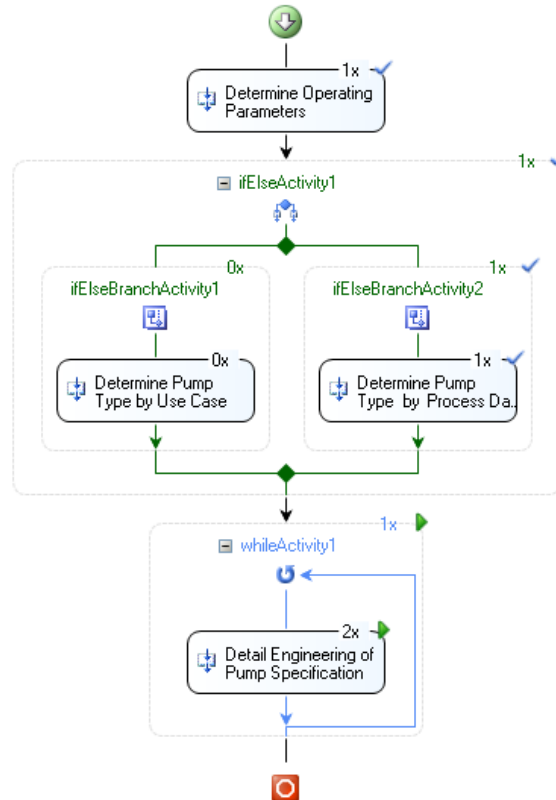 1x
Determine Operating
Parameters
1x
ifElseActivity1
0x
1x
ifElseBranchActivity1
ifElseBranchActivity2
0x
1x
Determine Pump
Type by Use Case
Determine Pump
Type by Process Da..
1x
whileActivity1
2x
Detail Engineering of
Pump Specification